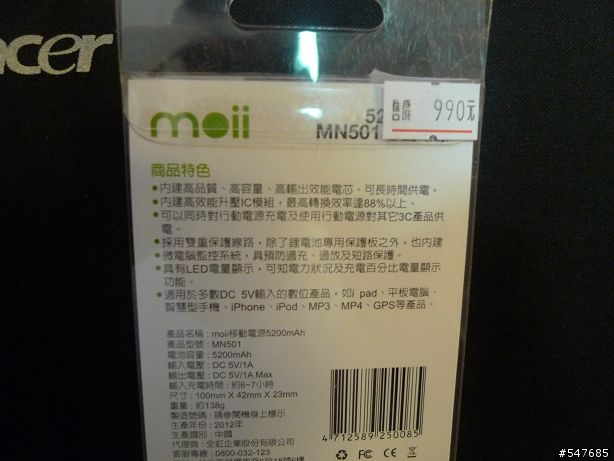 acer
售價 990元
moii
MN501
商品特色
•內建高品質、高容量、高輸出效能電芯、可長時間供電。
•內建高效能升壓IC模組，最高轉換效率達88%以上。
•可以同時對行動電源充電及使用行動電源對其它3C產品供
電。
•採用雙重保護線路，除了鋰電池專用保護板之外，也內建
•微電腦監控系統，具預防過充、過放及短路保護。
•具有LED電量顯示，可知電力狀況及充電百分比電量顯示
功能。
•適用於多數DC 5V輸入的數位產品，如i pad、平板電腦、
智慧型手機、iPhone、iPod、MP3、MP4、GPS等產品。
產品名稱：moii移動電源5200mAh
產品型號：MN501
電池容量：5200mAh
輸入電壓：DC 5V/1A
輸出電壓：DC 5V/1A Max
輸入充電時間：約6~7小時
尺寸：100mm X 42mm X 23mm
重量：約138g
製造號碼：請參閱機身上標示
生產年份：2012年
生產國別：中國
代理商：全虹企業股份有限公司
客服專線：0800-032-123
4 712589 250085
#547685